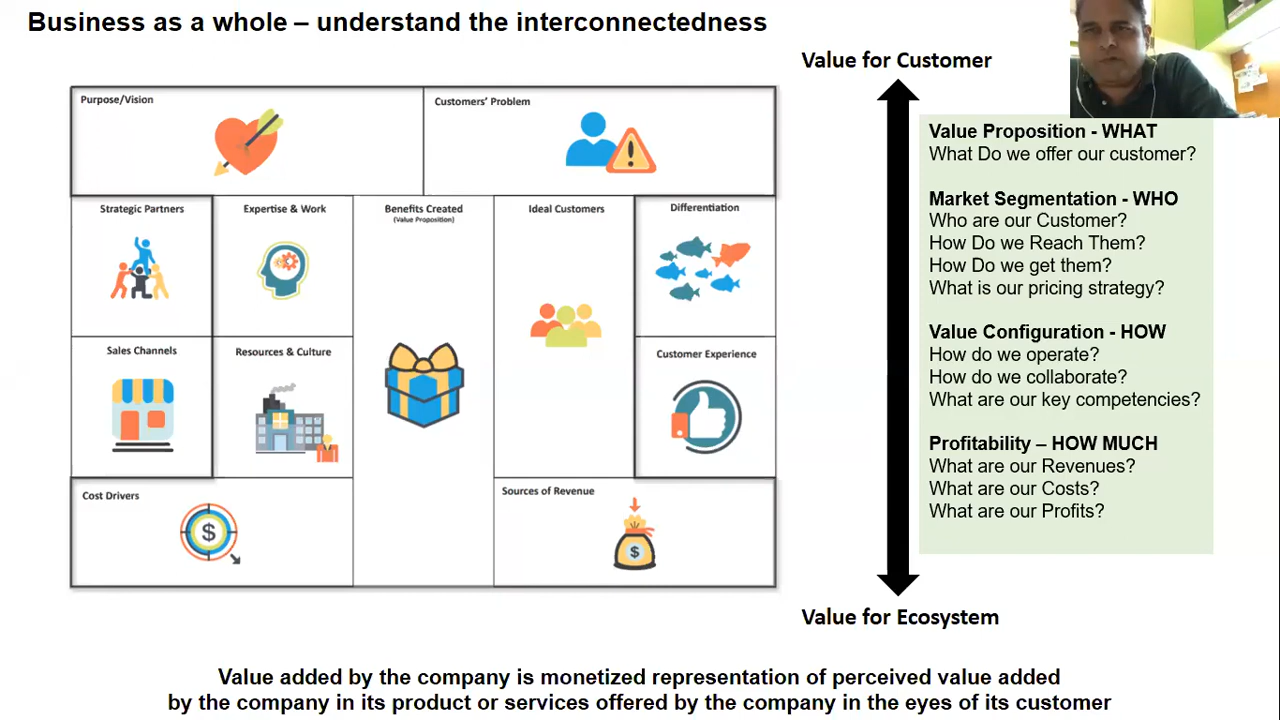 Business as a whole – understand the interconnectedness
Purpose/Vision
Customers' Problem
Strategic Partners
Expertise & Work
Benefits Created
(Value Proposition)
Ideal Customers
Differentiation
Sales Channels
Resources & Culture
Customer Experience
Cost Drivers
$
Sources of Revenue
$
Value for Customer
Value Proposition - WHAT
What Do we offer our customer?
Market Segmentation - WHO
Who are our Customer?
How Do we Reach Them?
How Do we get them?
What is our pricing strategy?
Value Configuration - HOW
How do we operate?
How do we collaborate?
What are our key competencies?
Profitability – HOW MUCH
What are our Revenues?
What are our Costs?
What are our Profits?
Value for Ecosystem
Value added by the company is monetized representation of perceived value added
by the company in its product or services offered by the company in the eyes of its customer